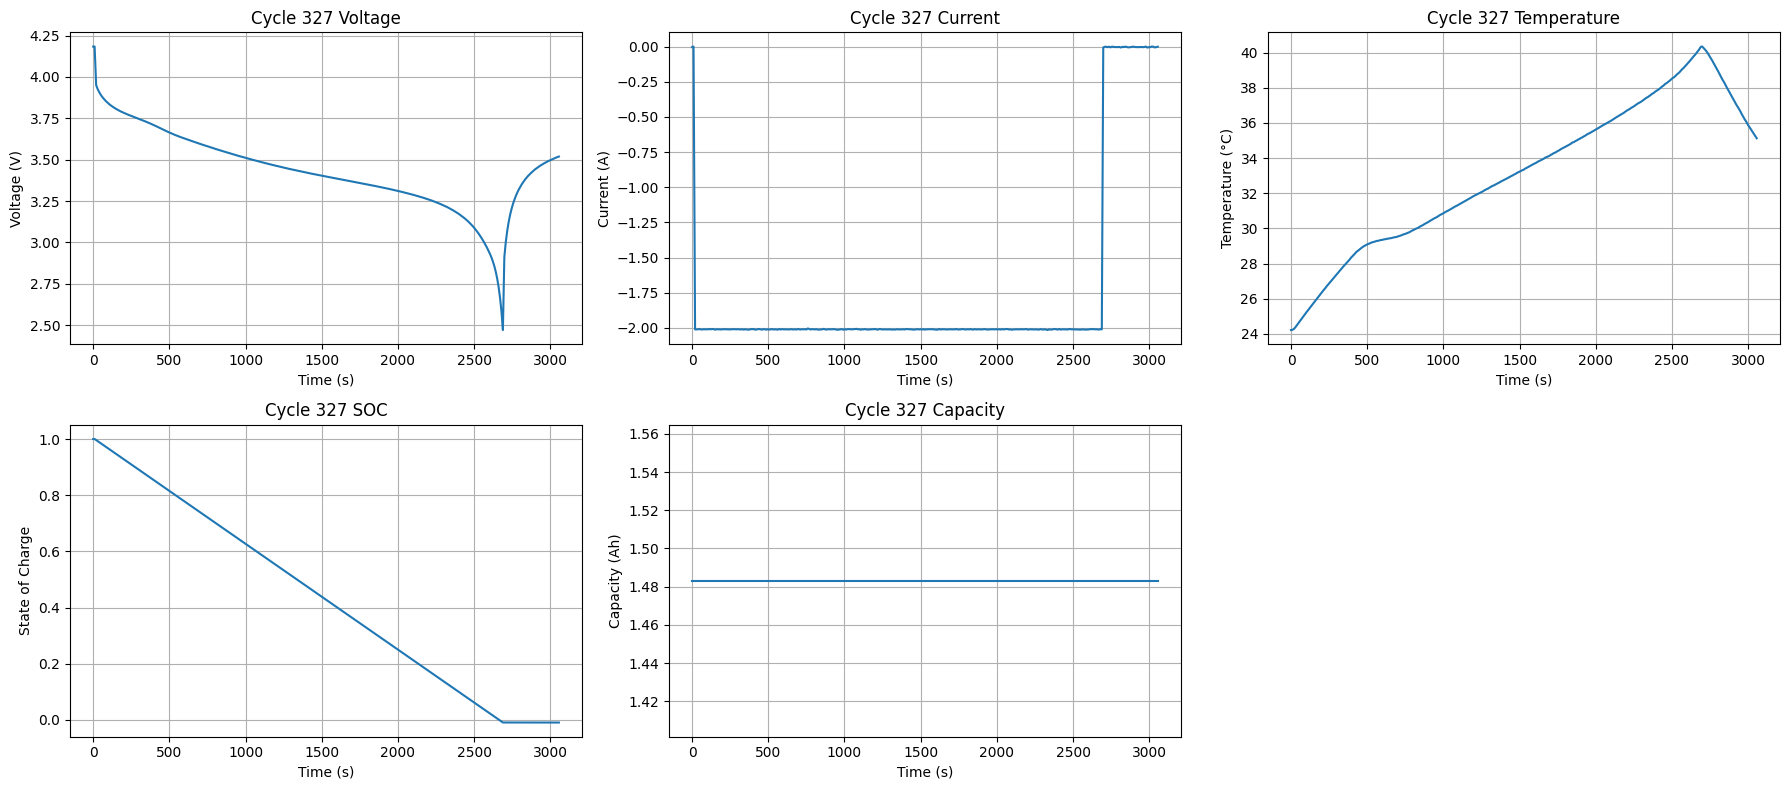 Cycle 327 Voltage
Voltage (V)
4.25
4.00
3.75
3.50
3.25
3.00
2.75
2.50
0 500 1000 1500 2000 2500 3000
Time (s)
Cycle 327 Current
Current (A)
0.00
−0.25
−0.50
−0.75
−1.00
−1.25
−1.50
−1.75
−2.00
0 500 1000 1500 2000 2500 3000
Time (s)
Cycle 327 Temperature
Temperature (°C)
40
38
36
34
32
30
28
26
24
0 500 1000 1500 2000 2500 3000
Time (s)
Cycle 327 SOC
State of Charge
1.0
0.8
0.6
0.4
0.2
0.0
0 500 1000 1500 2000 2500 3000
Time (s)
Cycle 327 Capacity
Capacity (Ah)
1.56
1.54
1.52
1.50
1.48
1.46
1.44
1.42
0 500 1000 1500 2000 2500 3000
Time (s)